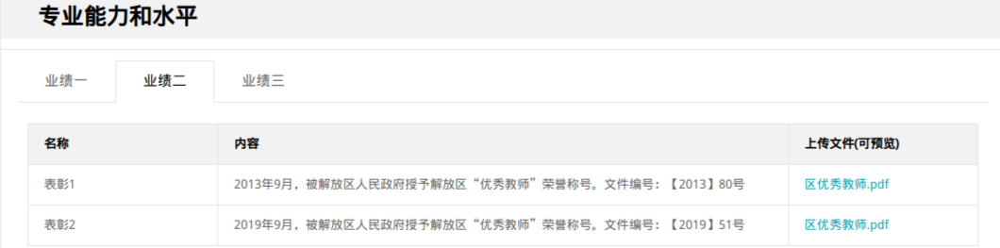 专业能力和水平
业绩一 业绩二 业绩三
名称 内容 上传文件(可预览)
表彰1 2013年9月，被解放区人民政府授予解放区“优秀教师”荣誉称号。文件编号：【2013】80号 区优秀教师.pdf
表彰2 2019年9月，被解放区人民政府授予解放区“优秀教师”荣誉称号。文件编号：【2019】51号 区优秀教师.pdf